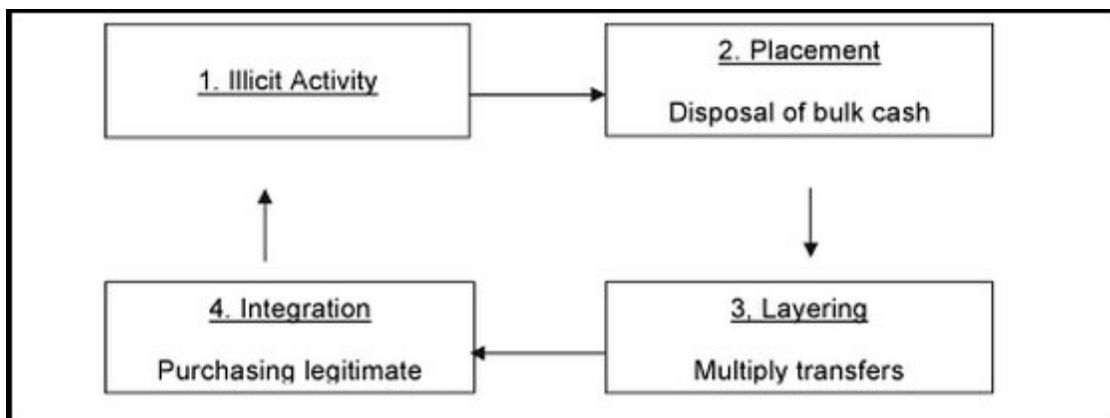 1. Illicit Activity
2. Placement
Disposal of bulk cash
3, Layering
Multiply transfers
4. Integration
Purchasing legitimate